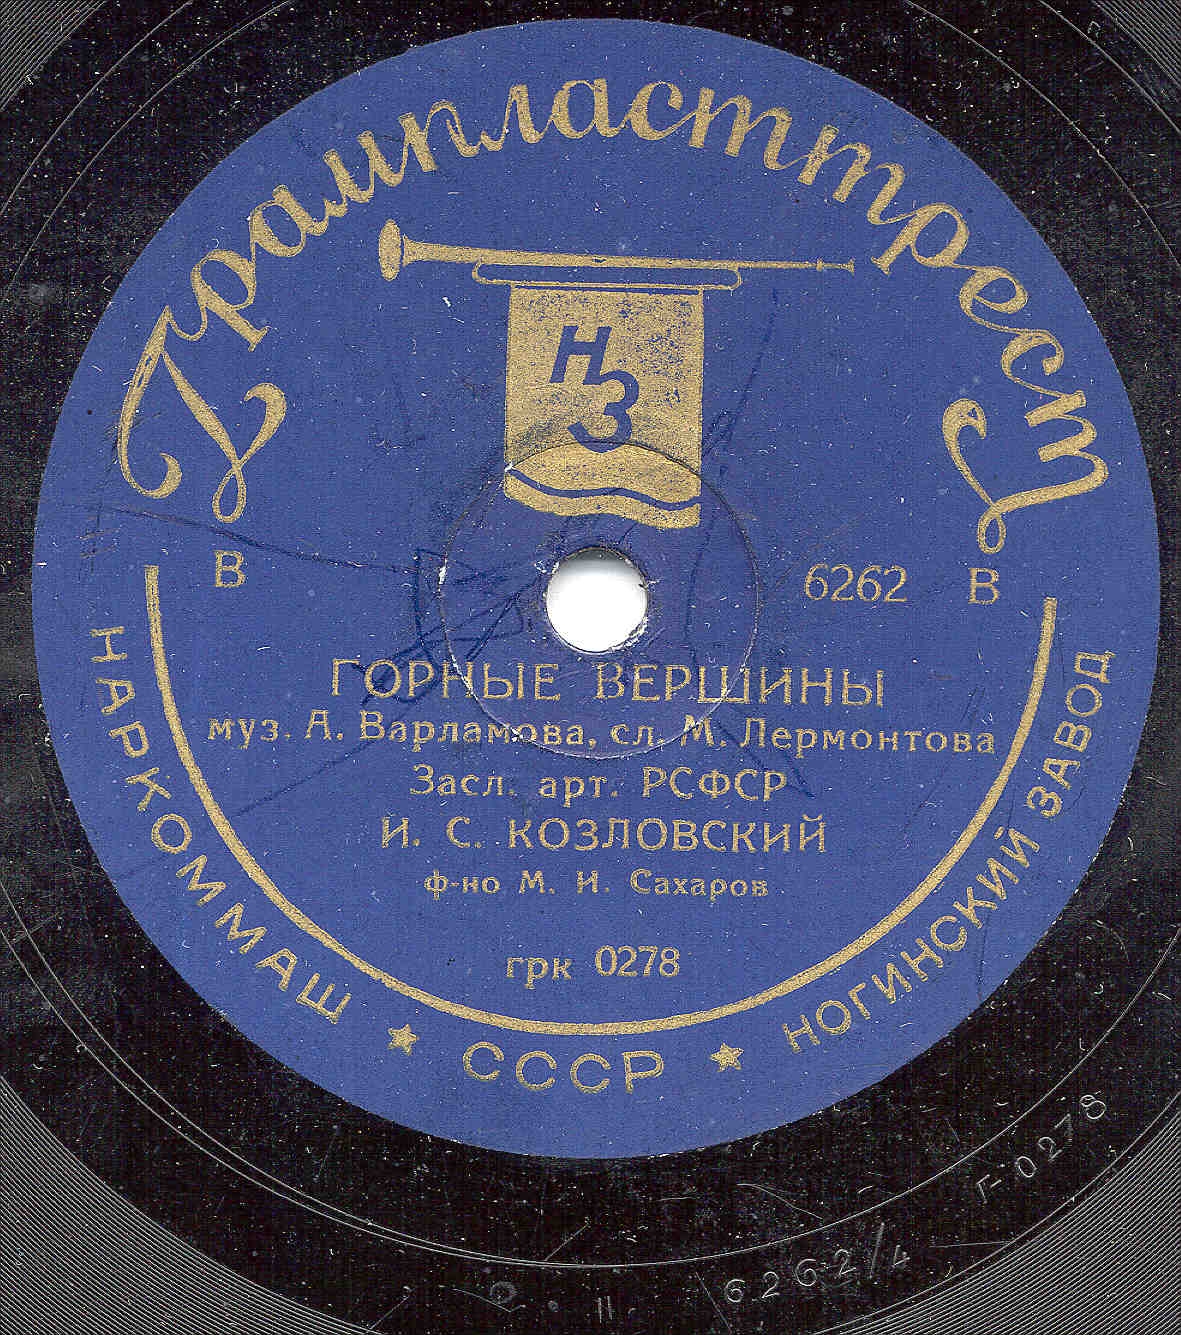 Грампласттрест
НЗ
В 6262 В
ГОРНЫЕ ВЕРШИНЫ
муз. А. Варламова, сл. М. Лермонтова
Засл. арт. РСФСР
И. С. КОЗЛОВСКИЙ
ф-но М. И. Сахаров
грк 0278
НАРКОММАШ ★ СССР ★ НОГИНСКИЙ ЗАВОД
Г-0278
6262/4